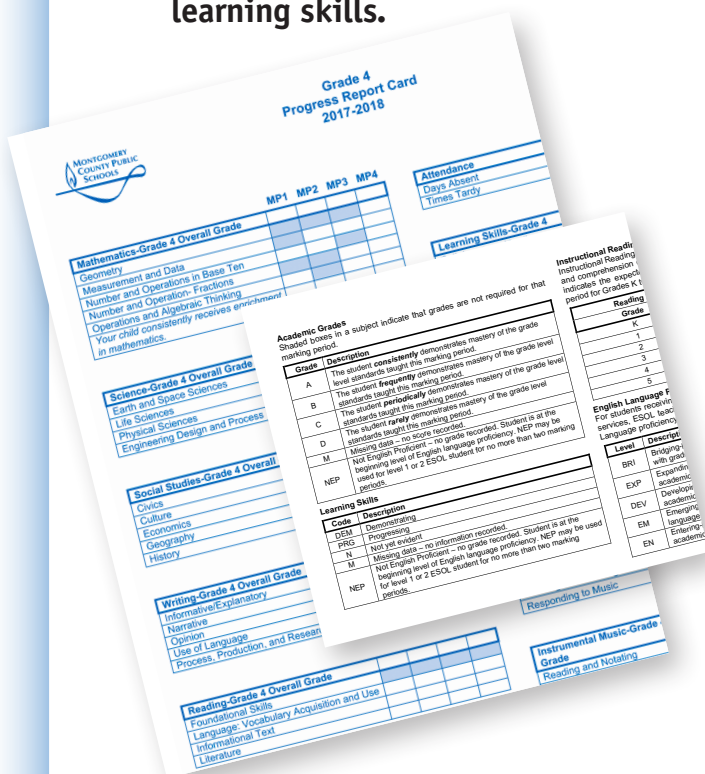 learning skills.
Grade 4
Progress Report Card
2017-2018
MONTGOMERY
COUNTY PUBLIC
SCHOOLS
MP1 MP2 MP3 MP4
Mathematics-Grade 4 Overall Grade
Geometry
Measurement and Data
Number and Operations in Base Ten
Number and Operation- Fractions
Operations and Algebraic Thinking
Your child consistently receives enrichment
in mathematics.
Science-Grade 4 Overall Grade
Earth and Space Sciences
Life Sciences
Physical Sciences
Engineering Design and Process
Social Studies-Grade 4 Overall
Civics
Culture
Economics
Geography
History
Writing-Grade 4 Overall Grade
Informative/Explanatory
Narrative
Opinion
Use of Language
Process, Production, and
Reading-Grade 4 Overall Grade
Foundational Skills
Language: Vocabulary Acquisition and Use
Informational Text
Literature
Attendance
Days Absent
Times Tardy
Learning Skills-Grade 4
Responding to Music
Instrumental Music-Grade
Grade
Reading and Notating
Academic Grades
Shaded boxes in a subject indicate that grades are not required for that
marking period.
Grade Description
A The student consistently demonstrates mastery of the grade
level standards taught this marking period.
B The student frequently demonstrates mastery of the grade level
standards taught this marking period.
C The student periodically demonstrates mastery of the grade level
standards taught this marking period.
D The student rarely demonstrates mastery of the grade level
standards taught this marking period.
M Missing data – no score recorded.
NEP Not English Proficient – no grade recorded. Student is at the
beginning level of English language proficiency. NEP may be
used for level 1 or 2 ESOL student for no more than two marking
periods.
Learning Skills
Code Description
DEM Demonstrating
PRG Progressing
N Not yet evident
M Missing data – no information recorded.
NEP Not English Proficient – no grade recorded. Student is at the
beginning level of English language proficiency. NEP may be used
for level 1 or 2 ESOL student for no more than two marking
periods.
Instructional
Instructional Reading
and comprehension
indicates the
period for Grades K
Reading
Grade
K
1
2
3
4
5
English Language
For students
services, ESOL
Language proficiency
Level
BRI Bridging-
with
EXP
DEV
EM Emerging
language
EN Entering-